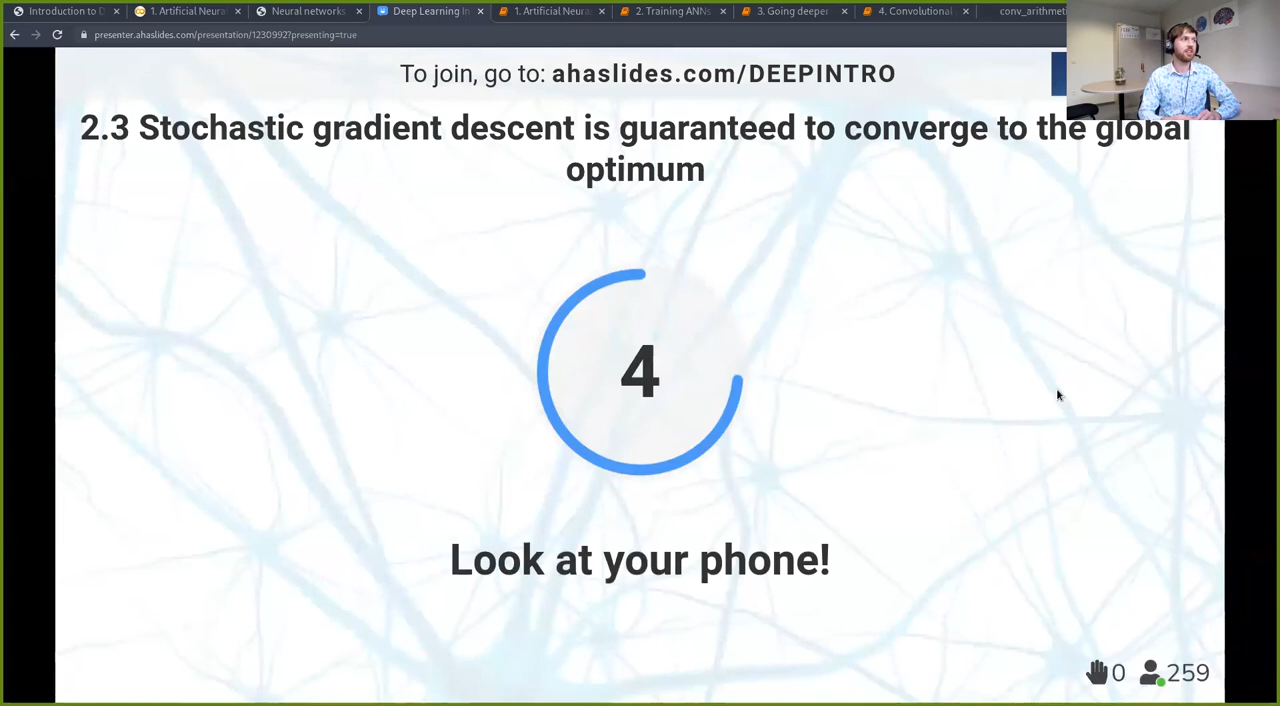 Introduction to D
1. Artificial Neura
Neural networks
Deep Learning In
1. Artificial Neura
2. Training ANNs
3. Going deeper
4. Convolutional
conv_arithmeti
presenter.ahaslides.com/presentation/1230992?presenting=true
To join, go to: ahaslides.com/DEEPINTRO
2.3 Stochastic gradient descent is guaranteed to converge to the global
optimum
4
Look at your phone!
0 259